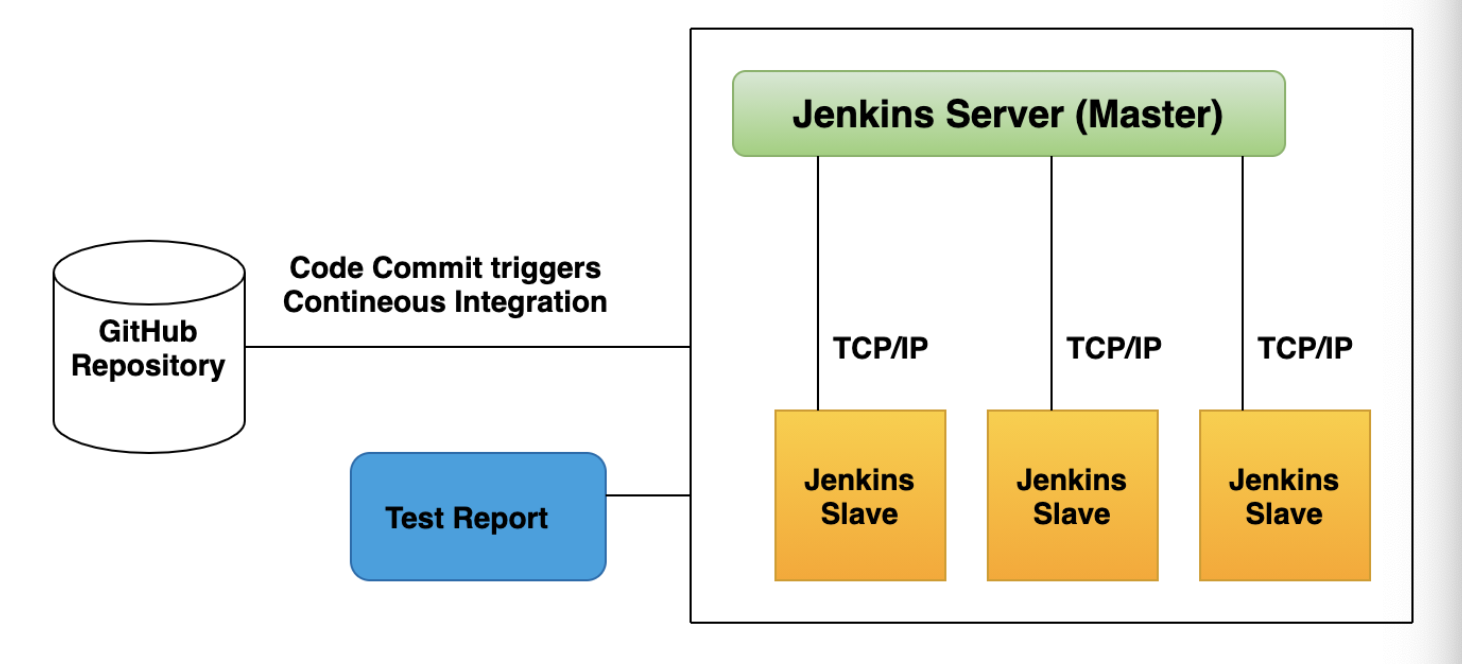 Jenkins Server (Master)
Code Commit triggers
Contineous Integration
GitHub
Repository
TCP/IP
TCP/IP
TCP/IP
Test Report
Jenkins
Slave
Jenkins
Slave
Jenkins
Slave